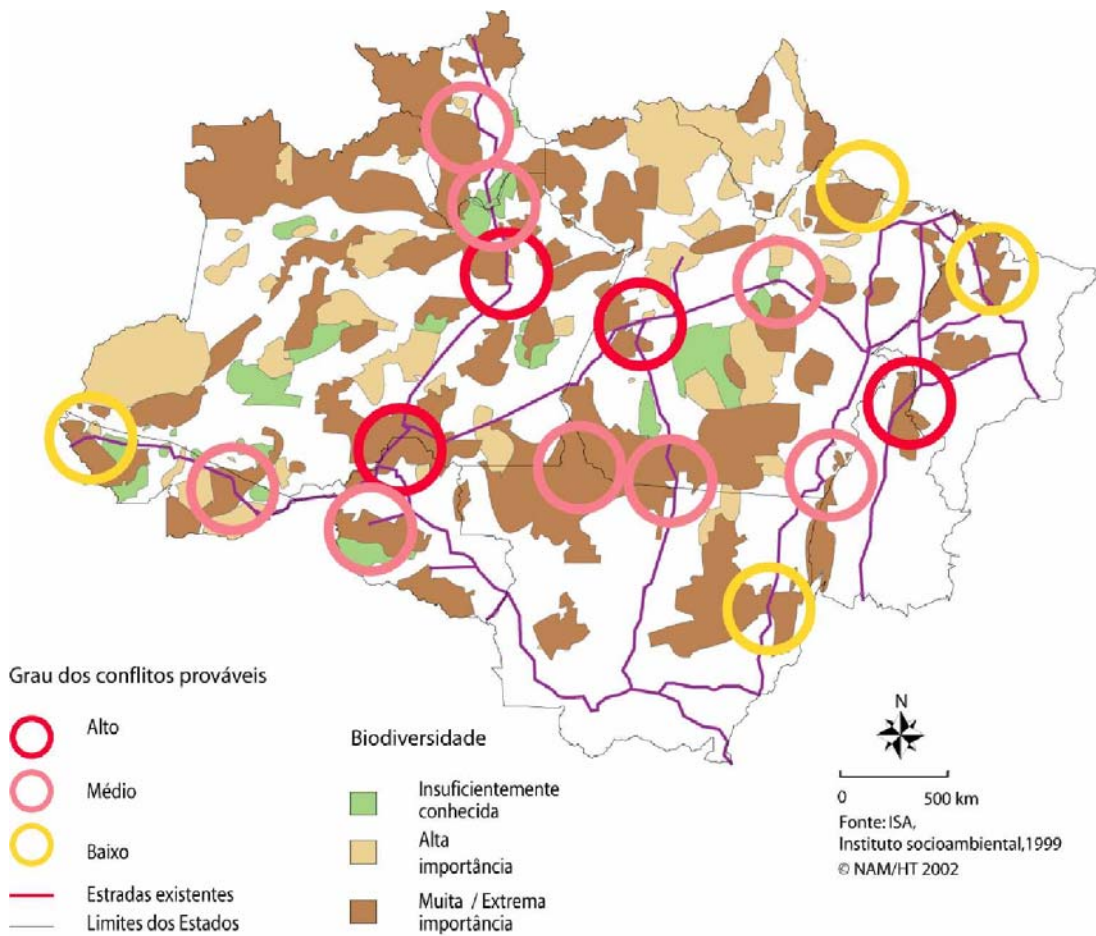 Grau dos conflitos prováveis
Alto
Médio
Baixo
Estradas existentes
Limites dos Estados
Biodiversidade
Insuficientemente
conhecida
Alta
importância
Muita / Extrema
importância
N
0 500 km
Fonte: ISA,
Instituto socioambiental,1999
© NAM/HT 2002